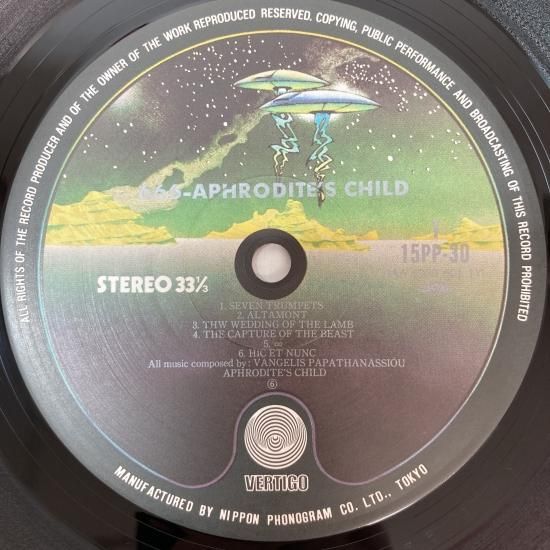 ALL RIGHTS OF THE RECORD PRODUCER AND OF THE OWNER OF THE WORK REPRODUCED RESERVED. COPYING, PUBLIC PERFORMANCE AND BROADCASTING OF THIS RECORD PROHIBITED
666-APHRODITE'S CHILD
15PP-30
STEREO 33⅓
1. SEVEN TRUMPETS
2. ALTAMONT
3. THW WEDDING OF THE LAMB
4. THE CAPTURE OF THE BEAST
5. ∞
6. HIC ET NUNC
All music composed by: VANGELIS PAPATHANASSIOU
APHRODITE'S CHILD
⑥
VERTIGO
MANUFACTURED BY NIPPON PHONOGRAM CO. LTD., TOKYO